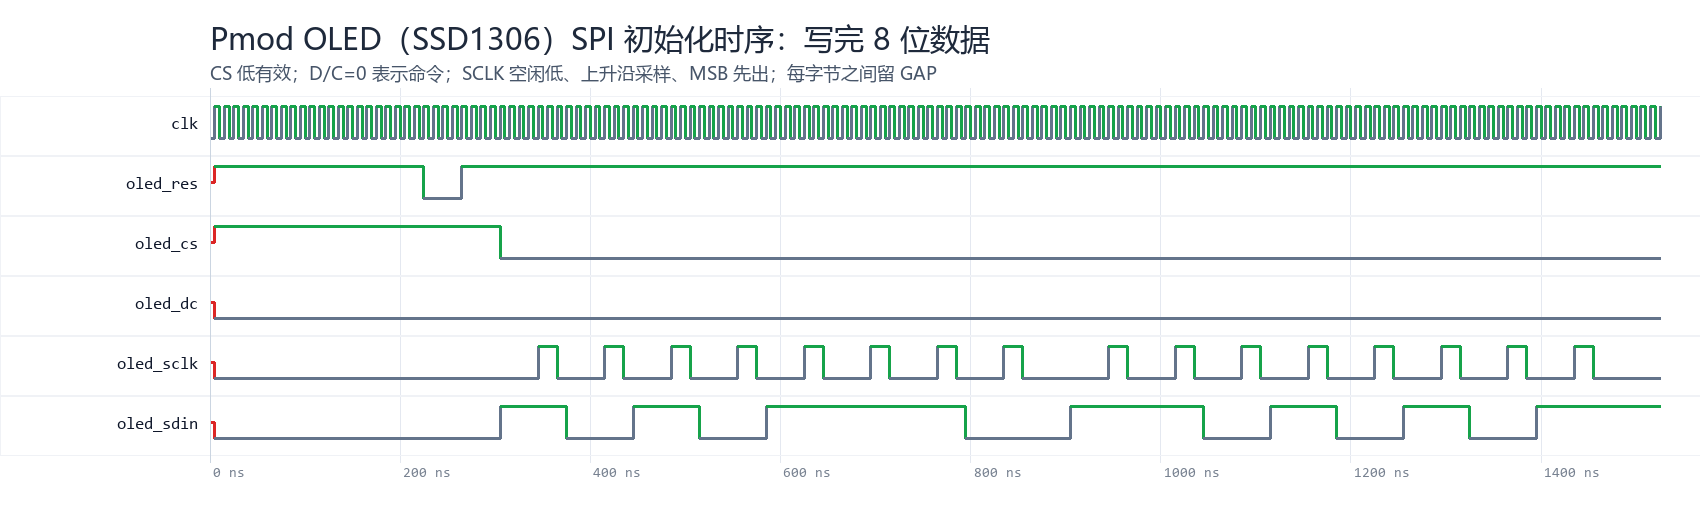 Pmod OLED（SSD1306）SPI 初始化时序：写完 8 位数据
CS 低有效；D/C=0 表示命令；SCLK 空闲低、上升沿采样、MSB 先出；每字节之间留 GAP
clk
oled_res
oled_cs
oled_dc
oled_sclk
oled_sdin
0 ns 200 ns 400 ns 600 ns 800 ns 1000 ns 1200 ns 1400 ns